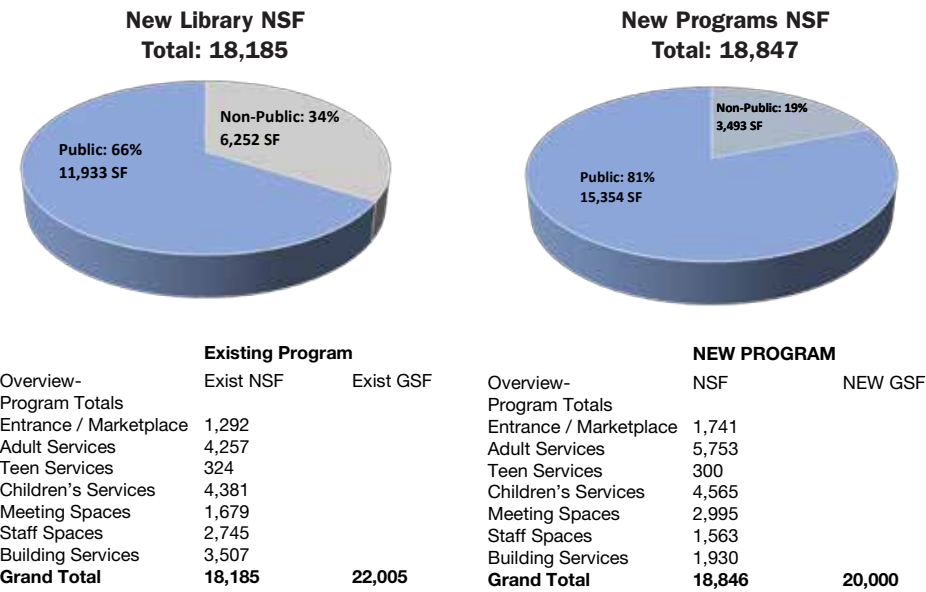 New Library NSF
Total: 18,185
Non-Public: 34%
6,252 SF
Public: 66%
11,933 SF
New Programs NSF
Total: 18,847
Non-Public: 19%
3,493 SF
Public: 81%
15,354 SF
Existing Program
Overview- Exist NSF Exist GSF
Program Totals
Entrance / Marketplace 1,292
Adult Services 4,257
Teen Services 324
Children's Services 4,381
Meeting Spaces 1,679
Staff Spaces 2,745
Building Services 3,507
Grand Total 18,185 22,005
NEW PROGRAM
Overview- NSF NEW GSF
Program Totals
Entrance / Marketplace 1,741
Adult Services 5,753
Teen Services 300
Children's Services 4,565
Meeting Spaces 2,995
Staff Spaces 1,563
Building Services 1,930
Grand Total 18,846 20,000